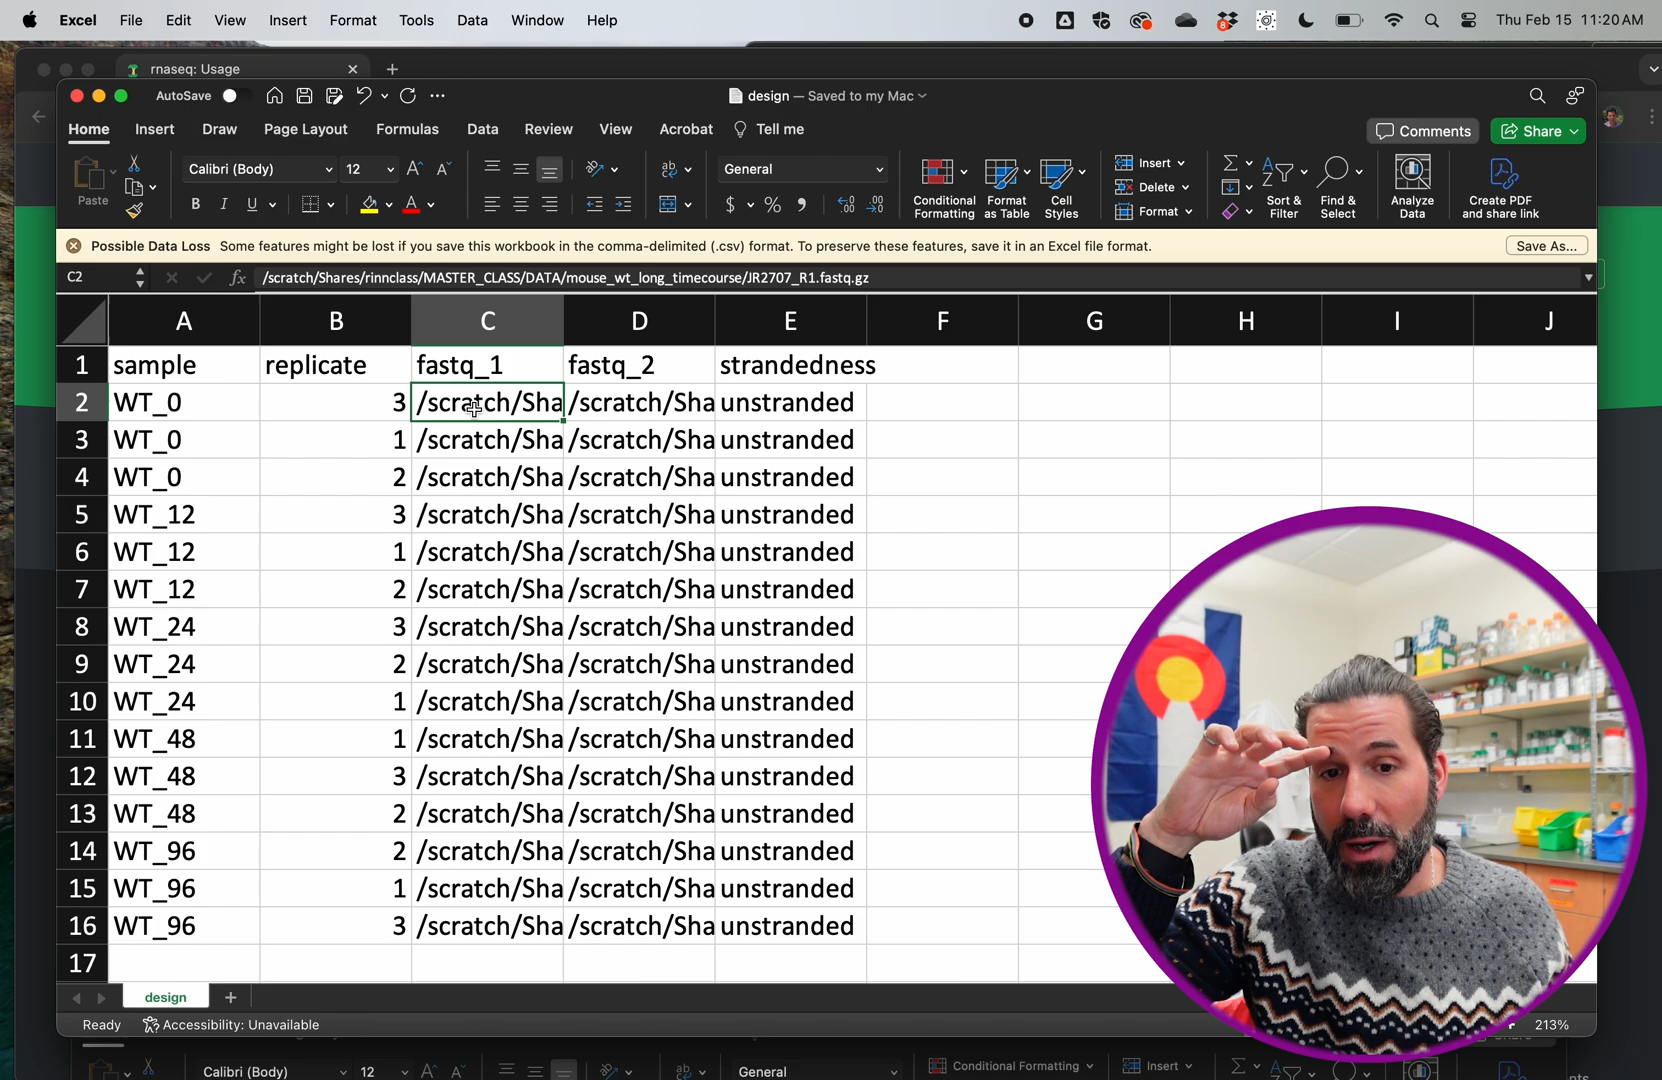 Excel File Edit View Insert Format Tools Data Window Help 8 Thu Feb 15 11:20 AM
rnaseq: Usage
AutoSave design — Saved to my Mac
Home Insert Draw Page Layout Formulas Data Review View Acrobat Tell me Comments Share
Paste Calibri (Body) 12 General Conditional Formatting Format as Table Cell Styles Insert Delete Format Sort & Filter Find & Select Analyze Data Create PDF and share link
Possible Data Loss Some features might be lost if you save this workbook in the comma-delimited (.csv) format. To preserve these features, save it in an Excel file format. Save As...
C2 fx /scratch/Shares/rinnclass/MASTER_CLASS/DATA/mouse_wt_long_timecourse/JR2707_R1.fastq.gz
A B C D E F G H I J
1 sample replicate fastq_1 fastq_2 strandedness
2 WT_0 3 /scratch/Sha /scratch/Sha unstranded
3 WT_0 1 /scratch/Sha /scratch/Sha unstranded
4 WT_0 2 /scratch/Sha /scratch/Sha unstranded
5 WT_12 3 /scratch/Sha /scratch/Sha unstranded
6 WT_12 1 /scratch/Sha /scratch/Sha unstranded
7 WT_12 2 /scratch/Sha /scratch/Sha unstranded
8 WT_24 3 /scratch/Sha /scratch/Sha unstranded
9 WT_24 2 /scratch/Sha /scratch/Sha unstranded
10 WT_24 1 /scratch/Sha /scratch/Sha unstranded
11 WT_48 1 /scratch/Sha /scratch/Sha unstranded
12 WT_48 3 /scratch/Sha /scratch/Sha unstranded
13 WT_48 2 /scratch/Sha /scratch/Sha unstranded
14 WT_96 2 /scratch/Sha /scratch/Sha unstranded
15 WT_96 1 /scratch/Sha /scratch/Sha unstranded
16 WT_96 3 /scratch/Sha /scratch/Sha unstranded
17
design
Ready Accessibility: Unavailable 213%
Calibri (Body) 12 General Conditional Formatting Insert